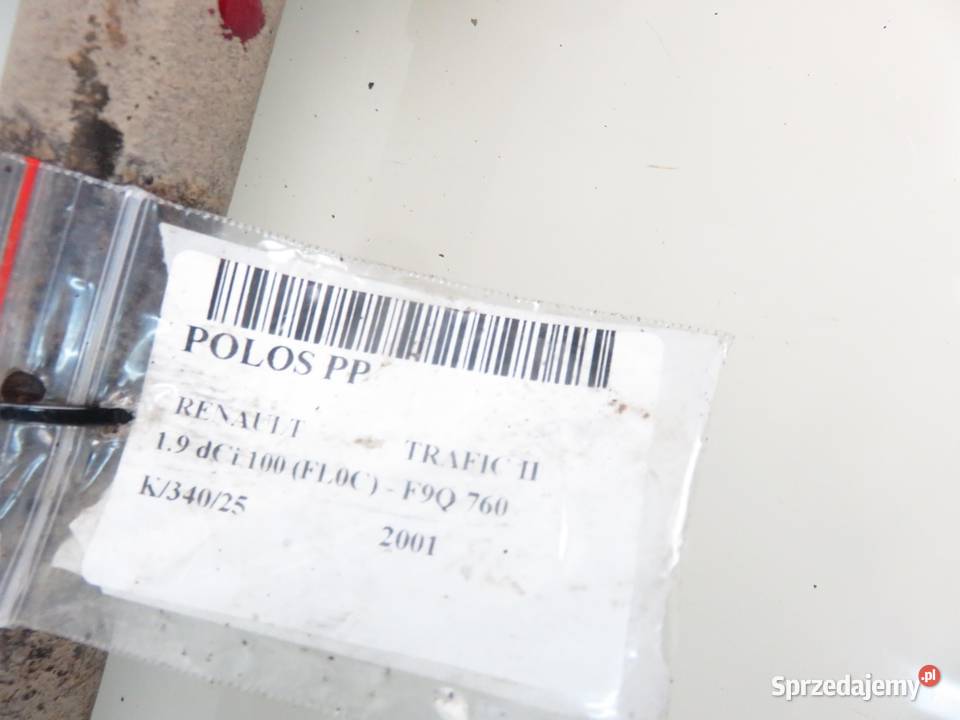 POLOS PP
RENAULT TRAFIC II
1.9 dCi 100 (FL0C) - F9Q 760
K/340/25 2001
Sprzedajemy.pl